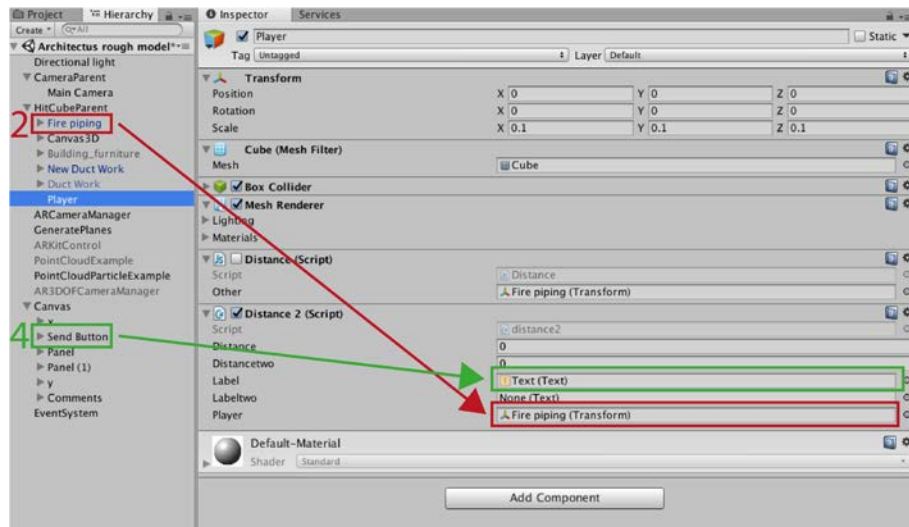 Project Hierarchy
Create All
Architectus rough model*
Directional light
CameraParent
Main Camera
HitCubeParent
2 Fire piping
Canvas3D
Building_furniture
New Duct Work
Duct Work
Player
ARCameraManager
GeneratePlanes
ARKitControl
PointCloudExample
PointCloudParticleExample
AR3DOFCameraManager
Canvas
x
4 Send Button
Panel
Panel (1)
y
Comments
EventSystem
Inspector Services
Player Static
Tag Untagged Layer Default
Transform
Position X 0 Y 0 Z 0
Rotation X 0 Y 0 Z 0
Scale X 0.1 Y 0.1 Z 0.1
Cube (Mesh Filter)
Mesh Cube
Box Collider
Mesh Renderer
Lighting
Materials
Distance (Script)
Script Distance
Other Fire piping (Transform)
Distance 2 (Script)
Script distance2
Distance 0
Distancetwo 0
Label Text (Text)
Labeltwo None (Text)
Player Fire piping (Transform)
Default-Material
Shader Standard
Add Component